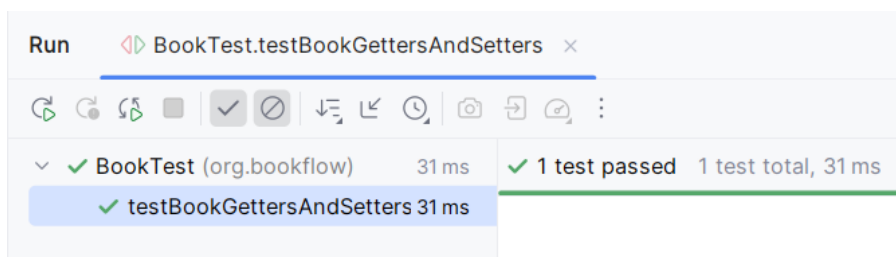 Run BookTest.testBookGettersAndSetters
BookTest (org.bookflow) 31 ms
✓ 1 test passed 1 test total, 31 ms
testBookGettersAndSetters 31 ms